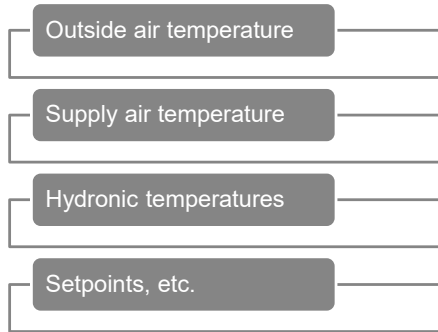 Outside air temperature
Supply air temperature
Hydronic temperatures
Setpoints, etc.